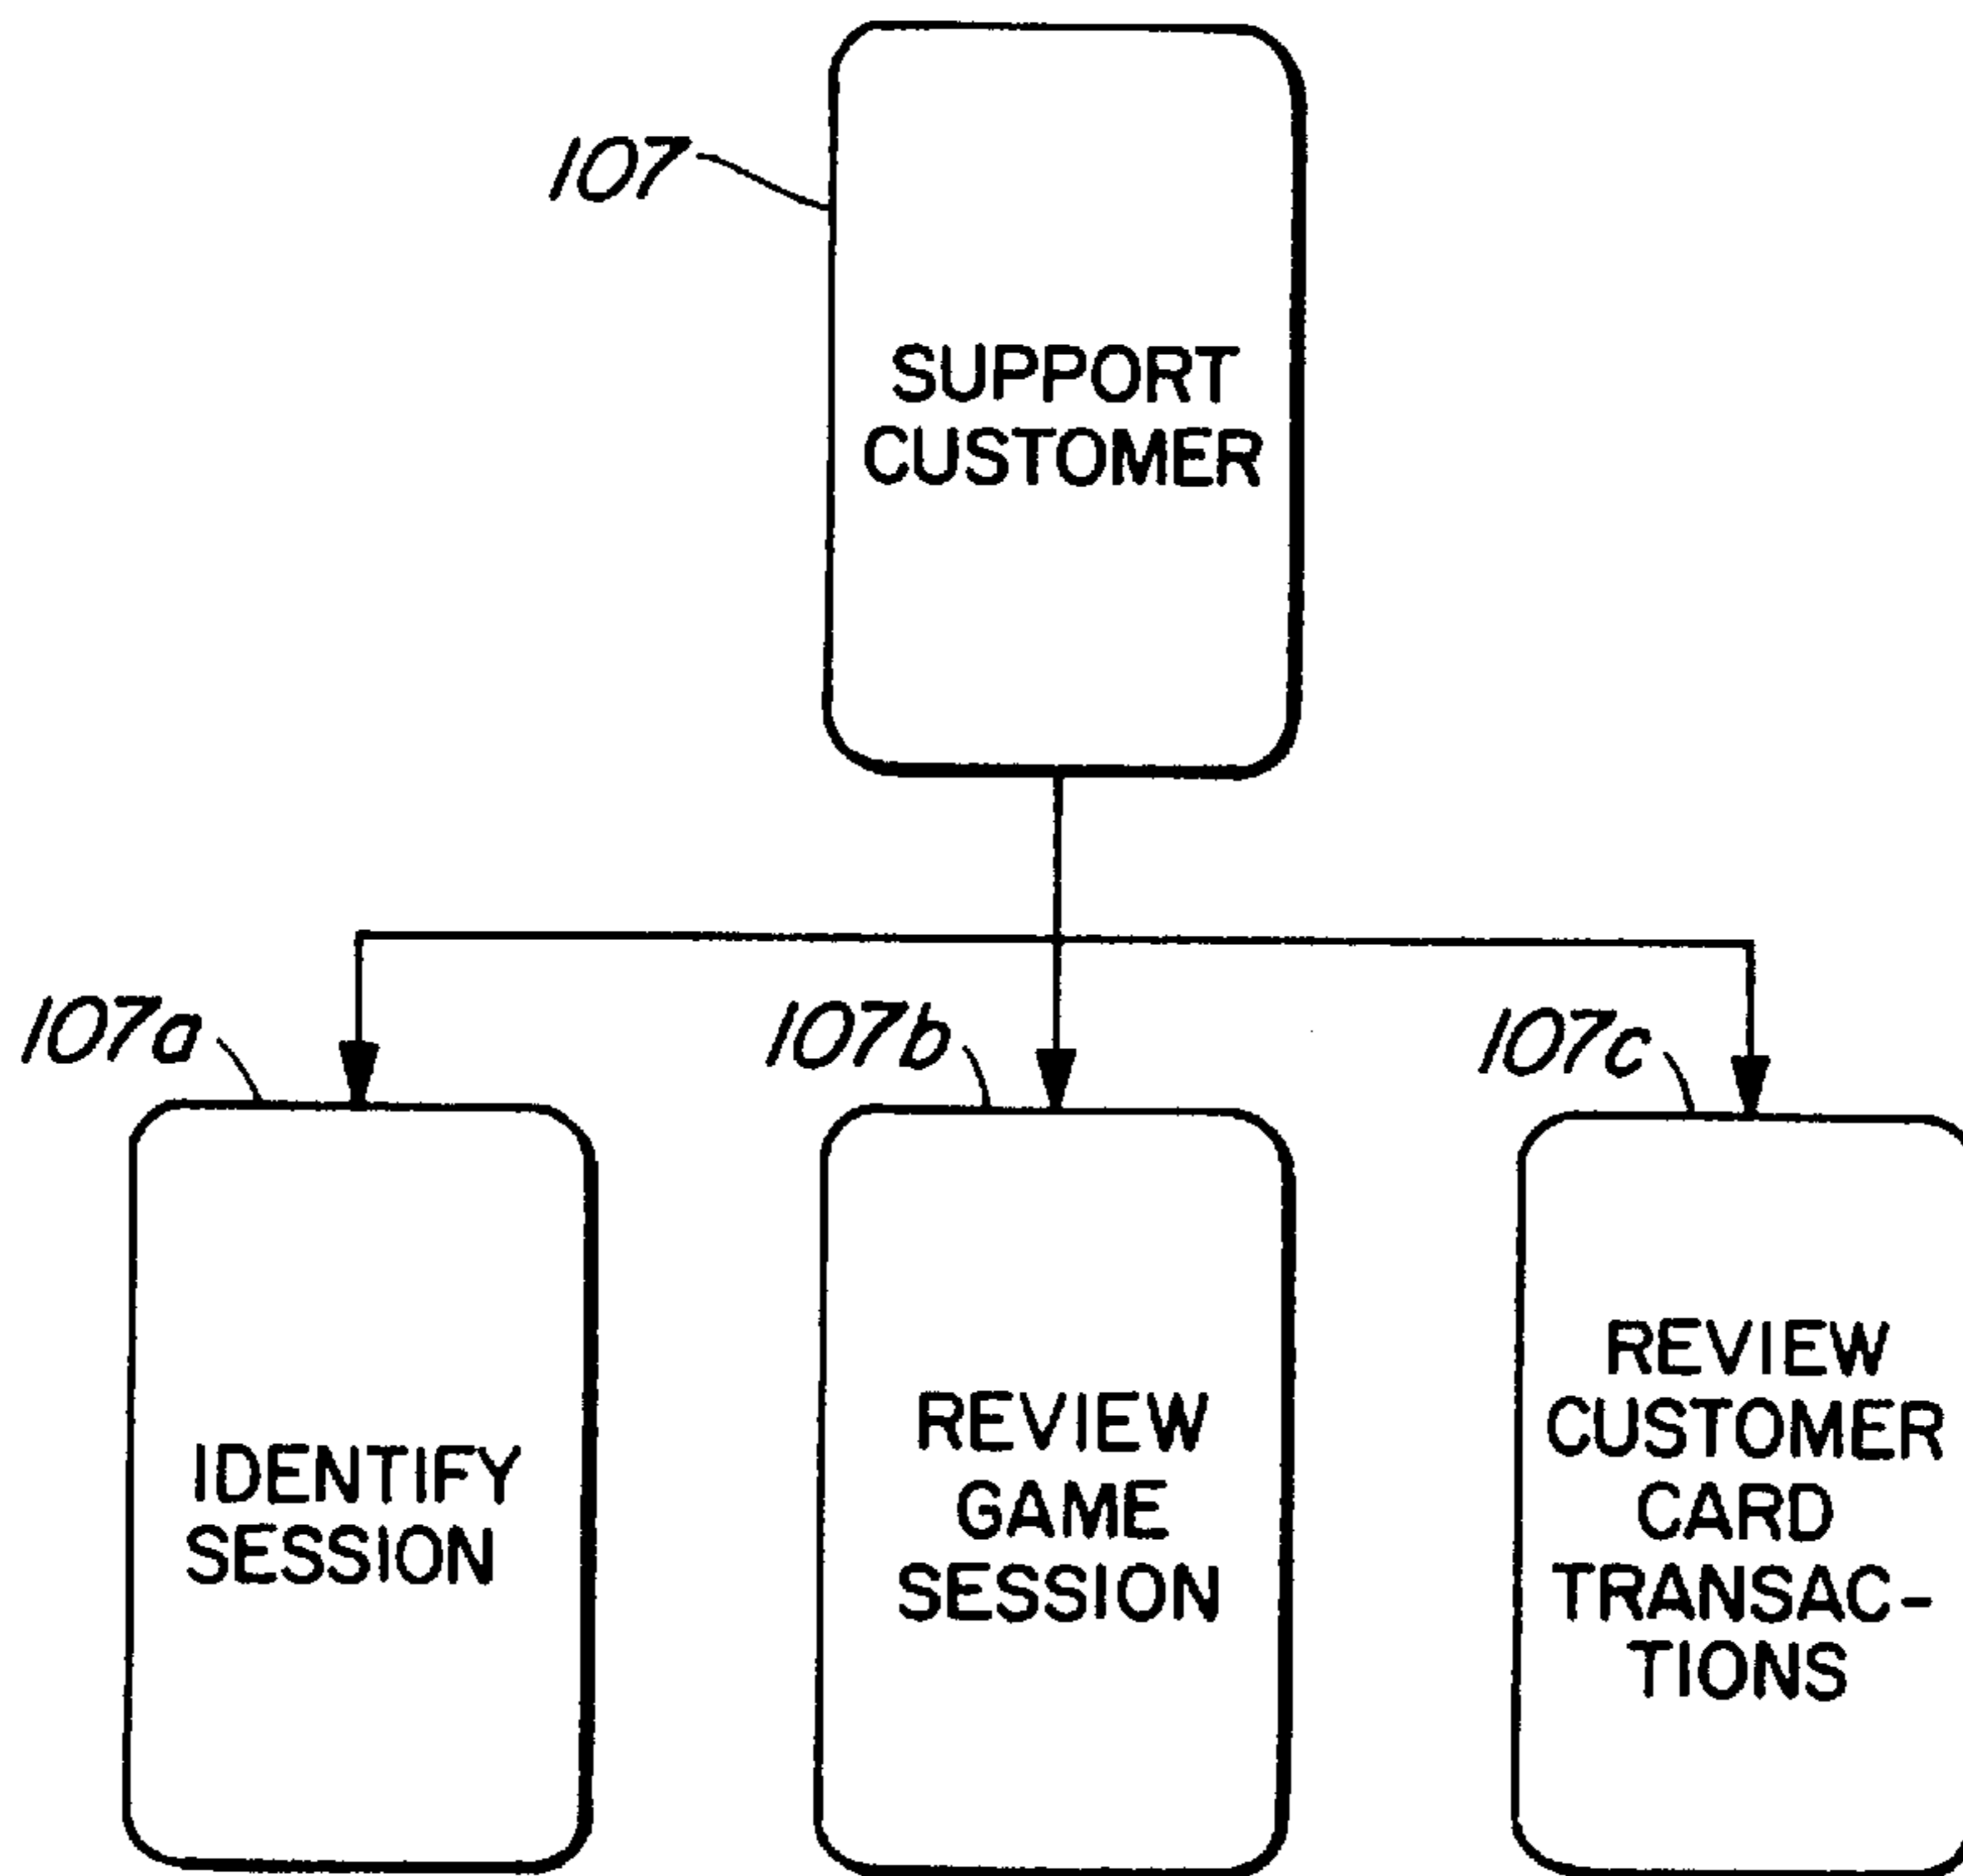 107
SUPPORT
CUSTOMER
107a
107b
107c
IDENTIFY
SESSION
REVIEW
GAME
SESSION
REVIEW
CUSTOMER
CARD
TRANSAC-
TIONS